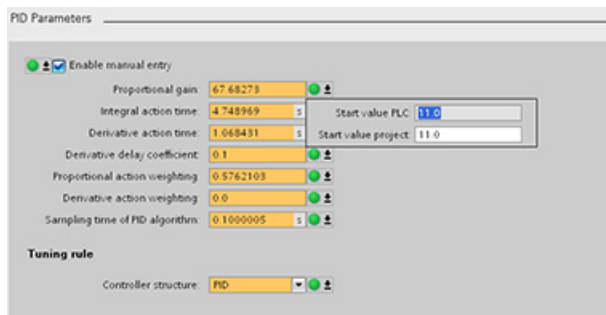 PID Parameters
Enable manual entry
Proportional gain: 67.68273
Integral action time: 4.748969 s Start value PLC: 11.0
Derivative action time: 1.068431 s Start value project: 11.0
Derivative delay coefficient: 0.1
Proportional action weighting: 0.5762103
Derivative action weighting: 0.0
Sampling time of PID algorithm: 0.1000005 s
Tuning rule
Controller structure: PID